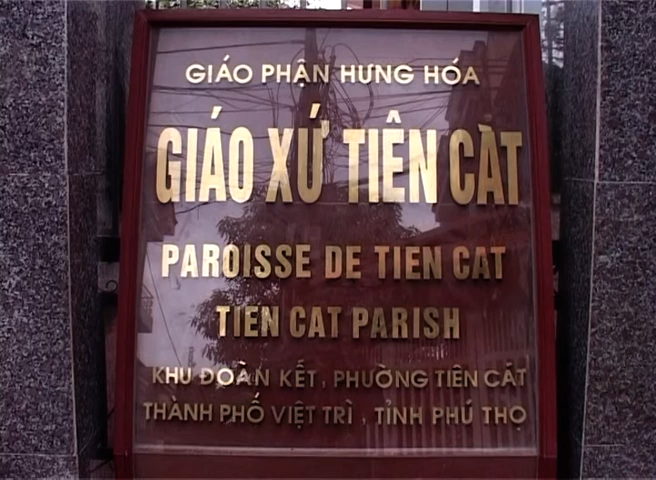 GIÁO PHẬN HƯNG HÓA
GIÁO XỨ TIÊN CÁT
PAROISSE DE TIEN CAT
TIEN CAT PARISH
KHU ĐOÀN KẾT, PHƯỜNG TIÊN CÁT
THÀNH PHỐ VIỆT TRÌ, TỈNH PHÚ THỌ